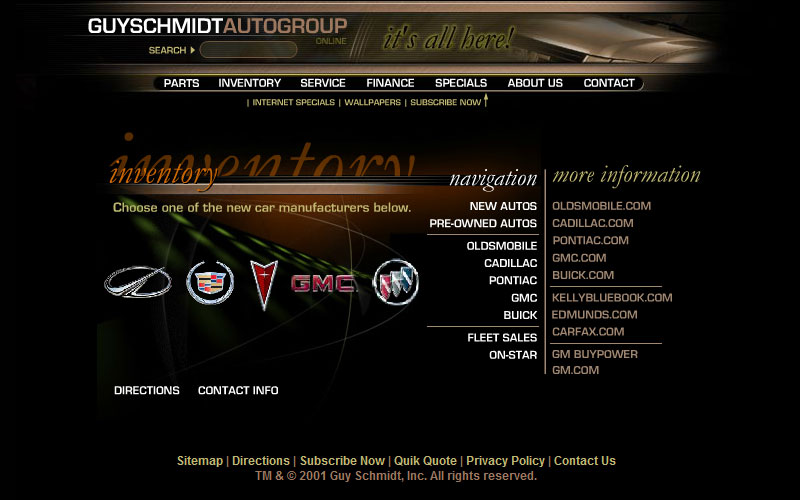 GUYSCHMIDTAUTOGROUP
ONLINE
it's all here!
SEARCH
PARTS INVENTORY SERVICE FINANCE SPECIALS ABOUT US CONTACT
| INTERNET SPECIALS | WALLPAPERS | SUBSCRIBE NOW
inventory
inventory
Choose one of the new car manufacturers below.
GMC
DIRECTIONS CONTACT INFO
navigation
NEW AUTOS
PRE-OWNED AUTOS
OLDSMOBILE
CADILLAC
PONTIAC
GMC
BUICK
FLEET SALES
ON-STAR
more information
OLDSMOBILE.COM
CADILLAC.COM
PONTIAC.COM
GMC.COM
BUICK.COM
KELLYBLUEBOOK.COM
EDMUNDS.COM
CARFAX.COM
GM BUYPOWER
GM.COM
Sitemap | Directions | Subscribe Now | Quik Quote | Privacy Policy | Contact Us
TM & © 2001 Guy Schmidt, Inc. All rights reserved.